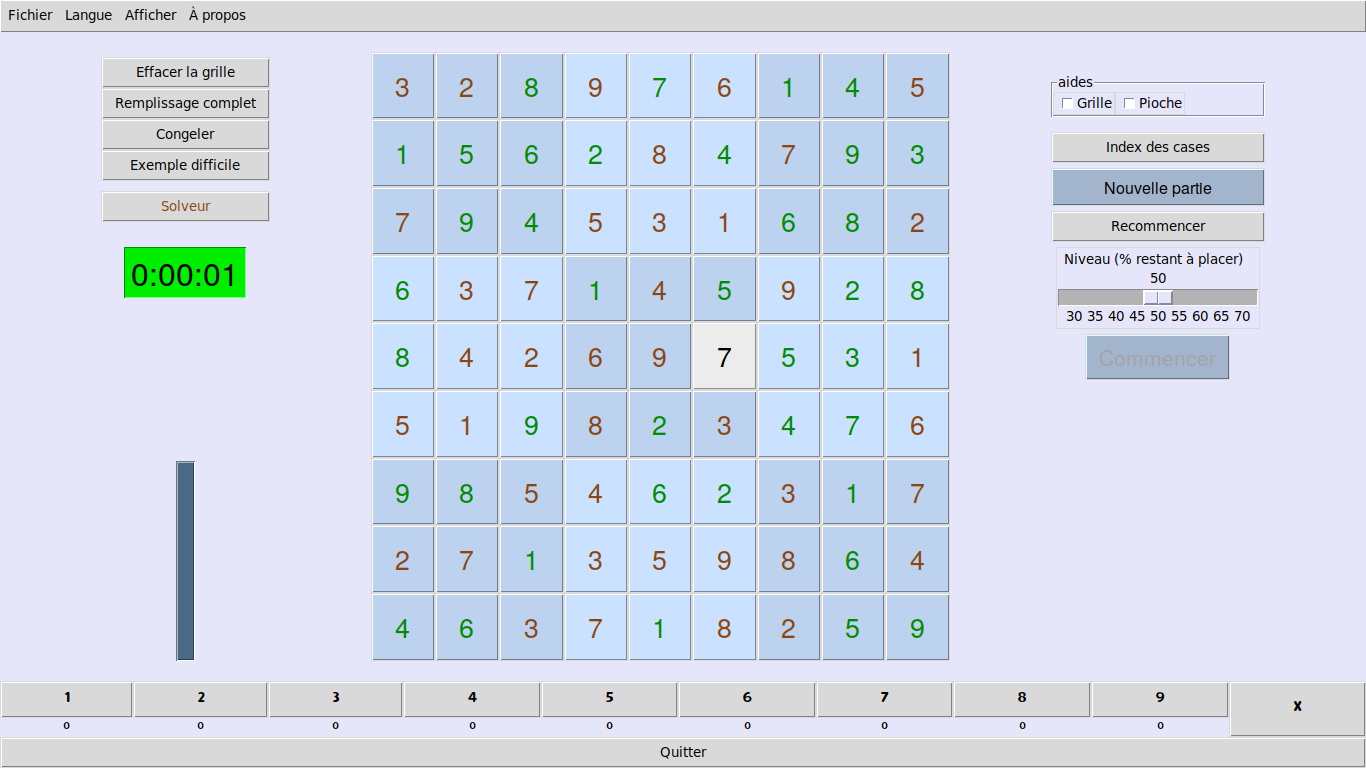 Fichier Langue Afficher À propos
Effacer la grille
Remplissage complet
Congeler
Exemple difficile
Solveur
0:00:01
3 2 8 9 7 6 1 4 5
1 5 6 2 8 4 7 9 3
7 9 4 5 3 1 6 8 2
6 3 7 1 4 5 9 2 8
8 4 2 6 9 7 5 3 1
5 1 9 8 2 3 4 7 6
9 8 5 4 6 2 3 1 7
2 7 1 3 5 9 8 6 4
4 6 3 7 1 8 2 5 9
aides
Grille Pioche
Index des cases
Nouvelle partie
Recommencer
Niveau (% restant à placer)
50
30 35 40 45 50 55 60 65 70
Commencer
1 2 3 4 5 6 7 8 9 x
0 0 0 0 0 0 0 0 0
Quitter